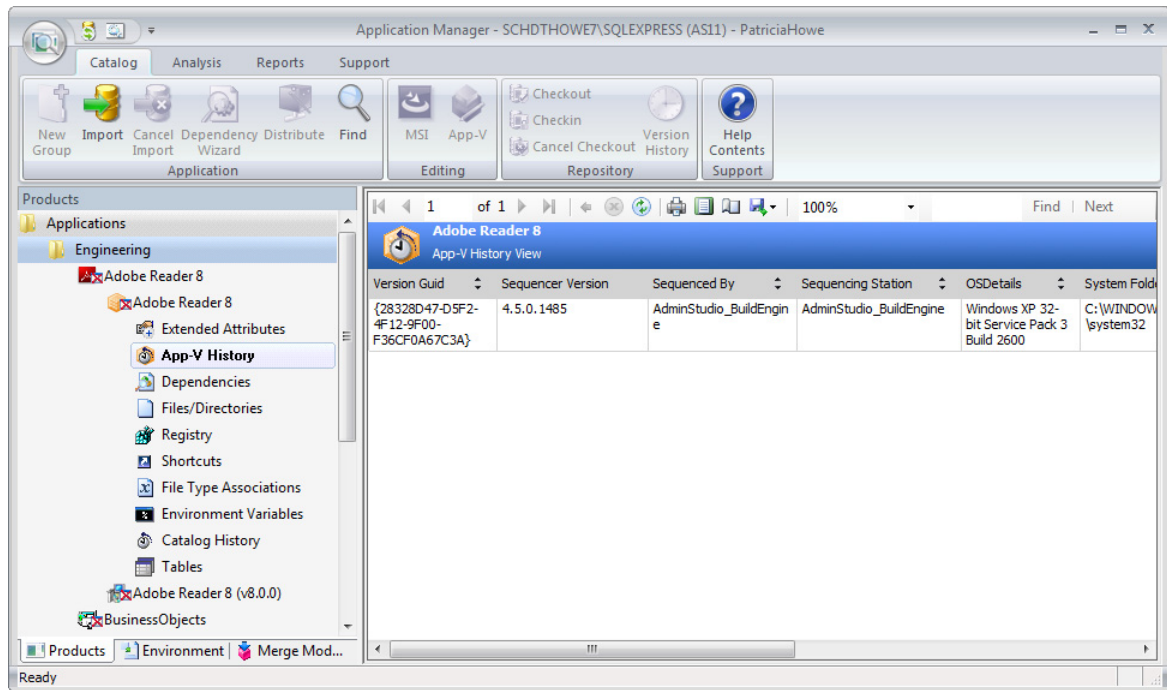 Application Manager - SCHDTHOWE7\SQLEXPRESS (AS11) - PatriciaHowe
Catalog Analysis Reports Support
New Group
Import
Cancel Import
Dependency Wizard
Distribute
Find
Application
MSI
App-V
Editing
Checkout
Checkin
Cancel Checkout
Version History
Repository
Help Contents
Support
Products
Applications
Engineering
Adobe Reader 8
Adobe Reader 8
Extended Attributes
App-V History
Dependencies
Files/Directories
Registry
Shortcuts
File Type Associations
Environment Variables
Catalog History
Tables
Adobe Reader 8 (v8.0.0)
BusinessObjects
Products Environment Merge Mod...
1 of 1 100% Find | Next
Adobe Reader 8
App-V History View
Version Guid Sequencer Version Sequenced By Sequencing Station OSDetails System Folde
{28328D47-D5F2-4F12-9F00-F36CF0A67C3A}
4.5.0.1485
AdminStudio_BuildEngine
AdminStudio_BuildEngine
Windows XP 32-bit Service Pack 3 Build 2600
C:\WINDOW\system32
Ready